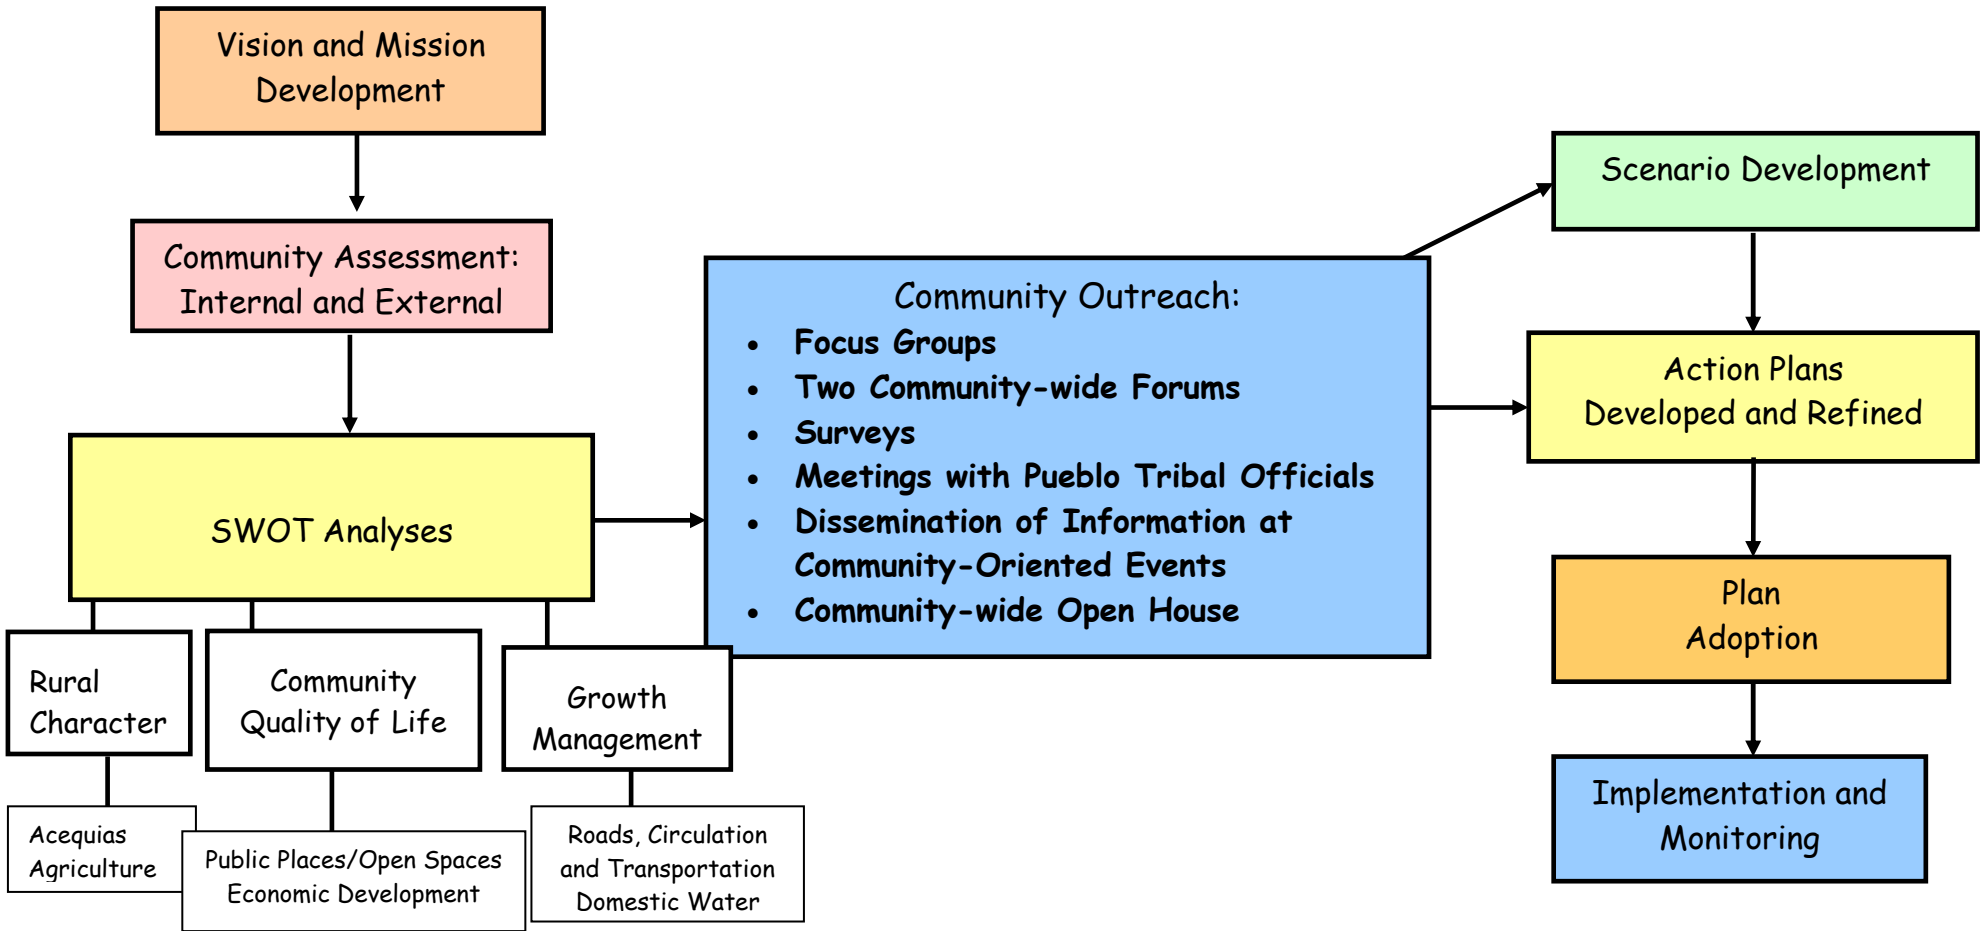 Vision and Mission
Development
Community Assessment:
Internal and External
SWOT Analyses
Rural
Character
Community
Quality of Life
Growth
Management
Acequias
Agriculture
Public Places/Open Spaces
Economic Development
Roads, Circulation
and Transportation
Domestic Water
Community Outreach:
• Focus Groups
• Two Community-wide Forums
• Surveys
• Meetings with Pueblo Tribal Officials
• Dissemination of Information at
Community-Oriented Events
• Community-wide Open House
Scenario Development
Action Plans
Developed and Refined
Plan
Adoption
Implementation and
Monitoring